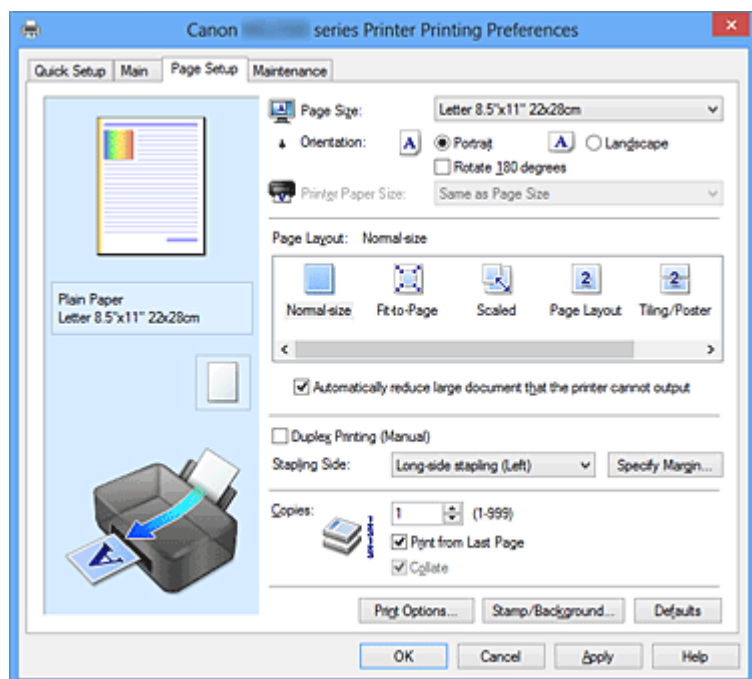 Canon series Printer Printing Preferences
Quick Setup Main Page Setup Maintenance
Page Size: Letter 8.5"x11" 22x28cm
Orientation: A Portrait A Landscape
Rotate 180 degrees
Printer Paper Size: Same as Page Size
Page Layout: Normal-size
2 2
Normal-size Fit-to-Page Scaled Page Layout Tiling/Poster
Plain Paper
Letter 8.5"x11" 22x28cm
Automatically reduce large document that the printer cannot output
Duplex Printing (Manual)
Stapling Side: Long-side stapling (Left) Specify Margin...
Copies: 1 (1-999)
Print from Last Page
Collate
A
Print Options... Stamp/Background... Defaults
OK Cancel Apply Help